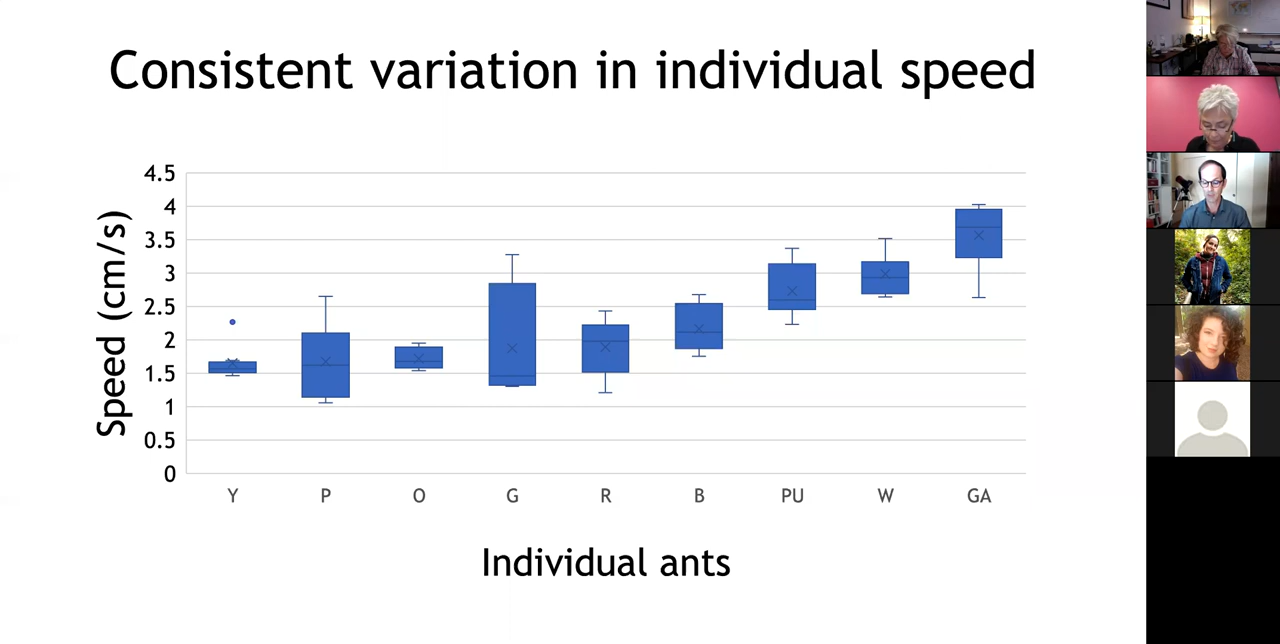 Consistent variation in individual speed
Speed (cm/s)
4.5
4
3.5
3
2.5
2
1.5
1
0.5
0
Y P O G R B PU W GA
Individual ants